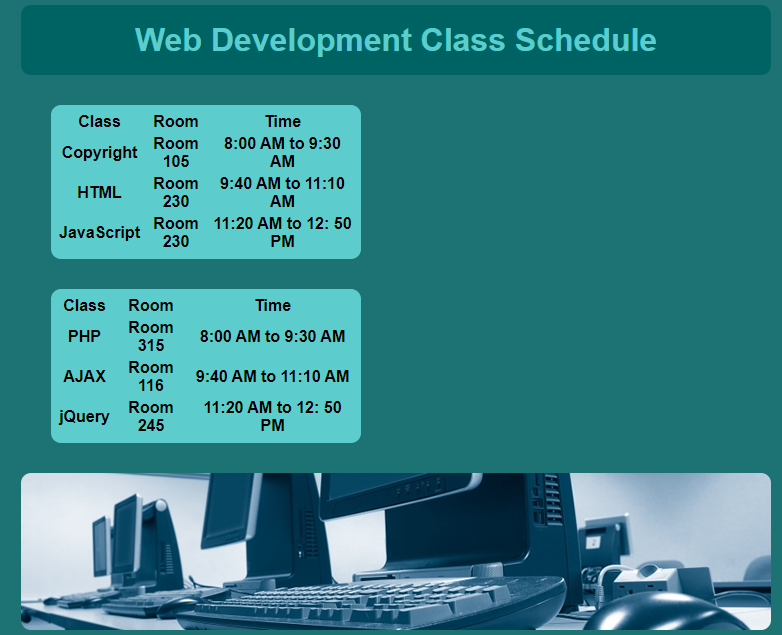 Web Development Class Schedule
Class Room Time
Copyright Room 105 8:00 AM to 9:30 AM
HTML Room 230 9:40 AM to 11:10 AM
JavaScript Room 230 11:20 AM to 12: 50 PM
Class Room Time
PHP Room 315 8:00 AM to 9:30 AM
AJAX Room 116 9:40 AM to 11:10 AM
jQuery Room 245 11:20 AM to 12: 50 PM